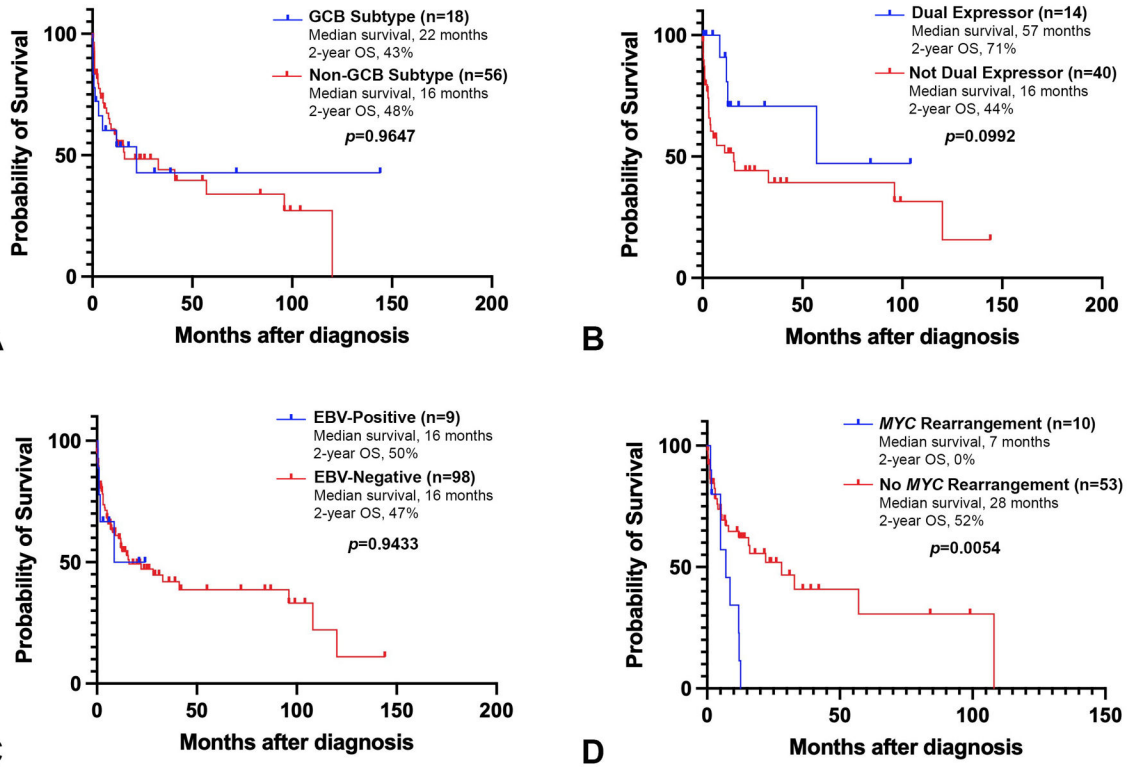 GCB Subtype (n=18)
Median survival, 22 months
2-year OS, 43%
Non-GCB Subtype (n=56)
Median survival, 16 months
2-year OS, 48%
p=0.9647
Probability of Survival
100
50
0
0 50 100 150 200
Months after diagnosis
A
Dual Expressor (n=14)
Median survival, 57 months
2-year OS, 71%
Not Dual Expressor (n=40)
Median survival, 16 months
2-year OS, 44%
p=0.0992
Probability of Survival
100
50
0
0 50 100 150 200
Months after diagnosis
B
EBV-Positive (n=9)
Median survival, 16 months
2-year OS, 50%
EBV-Negative (n=98)
Median survival, 16 months
2-year OS, 47%
p=0.9433
Probability of Survival
100
50
0
0 50 100 150 200
Months after diagnosis
C
MYC Rearrangement (n=10)
Median survival, 7 months
2-year OS, 0%
No MYC Rearrangement (n=53)
Median survival, 28 months
2-year OS, 52%
p=0.0054
Probability of Survival
100
50
0
0 50 100 150
Months after diagnosis
D